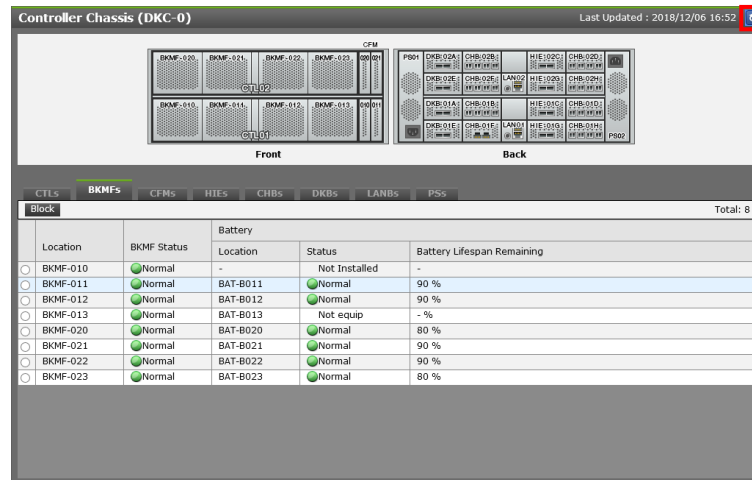 Controller Chassis (DKC-0) Last Updated : 2018/12/06 16:52
CFM
BKMF-020 BKMF-021 BKMF-022 BKMF-023 020 021
CTL02
BKMF-010 BKMF-011 BKMF-012 BKMF-013 010 011
CTL01
PS01 DKB-02A CHB-02B HIE-02C CHB-02D
DKB-02E CHB-02F LAN02 HIE-02G CHB-02H
DKB-01A CHB-01B HIE-01C CHB-01D
DKB-01E CHB-01F LAN01 HIE-01G CHB-01H PS02
Front Back
CTLs BKMFs CFMs HIEs CHBs DKBs LANBs PSs
Block Total: 8
Battery
Location BKMF Status Location Status Battery Lifespan Remaining
BKMF-010 Normal - Not Installed -
BKMF-011 Normal BAT-B011 Normal 90 %
BKMF-012 Normal BAT-B012 Normal 90 %
BKMF-013 Normal BAT-B013 Not equip - %
BKMF-020 Normal BAT-B020 Normal 80 %
BKMF-021 Normal BAT-B021 Normal 90 %
BKMF-022 Normal BAT-B022 Normal 90 %
BKMF-023 Normal BAT-B023 Normal 80 %